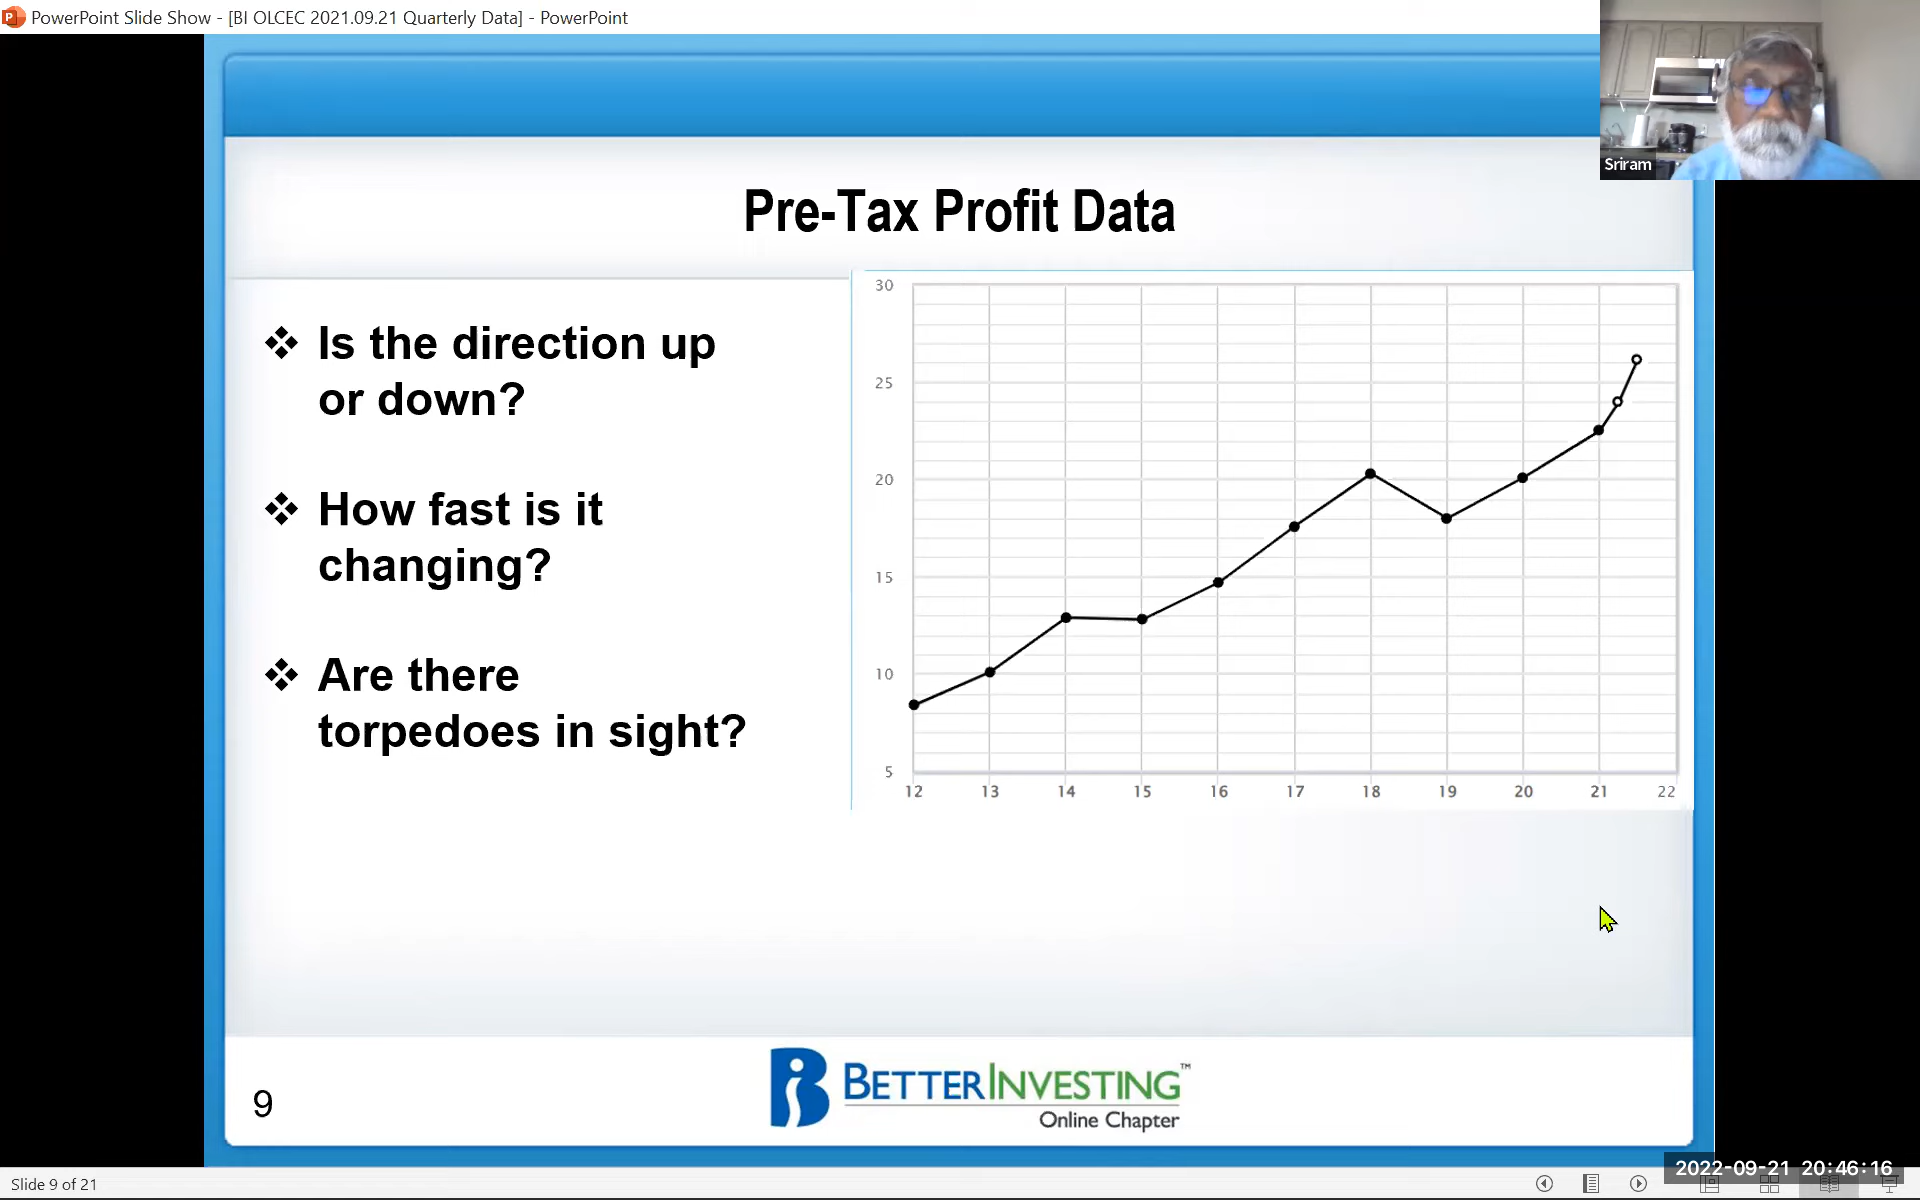 PowerPoint Slide Show - [BI OLCEC 2021.09.21 Quarterly Data] - PowerPoint
Sriram
Pre-Tax Profit Data
❖ Is the direction up
or down?
❖ How fast is it
changing?
❖ Are there
torpedoes in sight?
30
25
20
15
10
5
12 13 14 15 16 17 18 19 20 21 22
9
BETTERINVESTING™
Online Chapter
2022-09-21 20:46:16
Slide 9 of 21